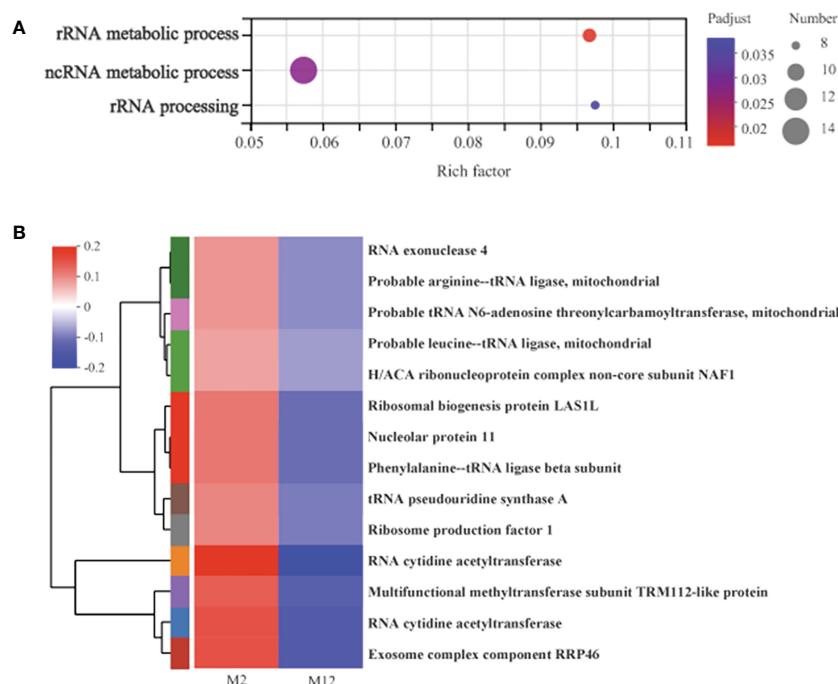 A
rRNA metabolic process
ncRNA metabolic process
rRNA processing
0.05 0.06 0.07 0.08 0.09 0.1 0.11
Rich factor
Padjust
0.035
0.03
0.025
0.02
Number
8
10
12
14
B
0.2
0.1
0
-0.1
-0.2
RNA exonuclease 4
Probable arginine--tRNA ligase, mitochondrial
Probable tRNA N6-adenosine threonylcarbamoyltransferase, mitochondrial
Probable leucine--tRNA ligase, mitochondrial
H/ACA ribonucleoprotein complex non-core subunit NAF1
Ribosomal biogenesis protein LAS1L
Nucleolar protein 11
Phenylalanine--tRNA ligase beta subunit
tRNA pseudouridine synthase A
Ribosome production factor 1
RNA cytidine acetyltransferase
Multifunctional methyltransferase subunit TRM112-like protein
RNA cytidine acetyltransferase
Exosome complex component RRP46
M2 M12